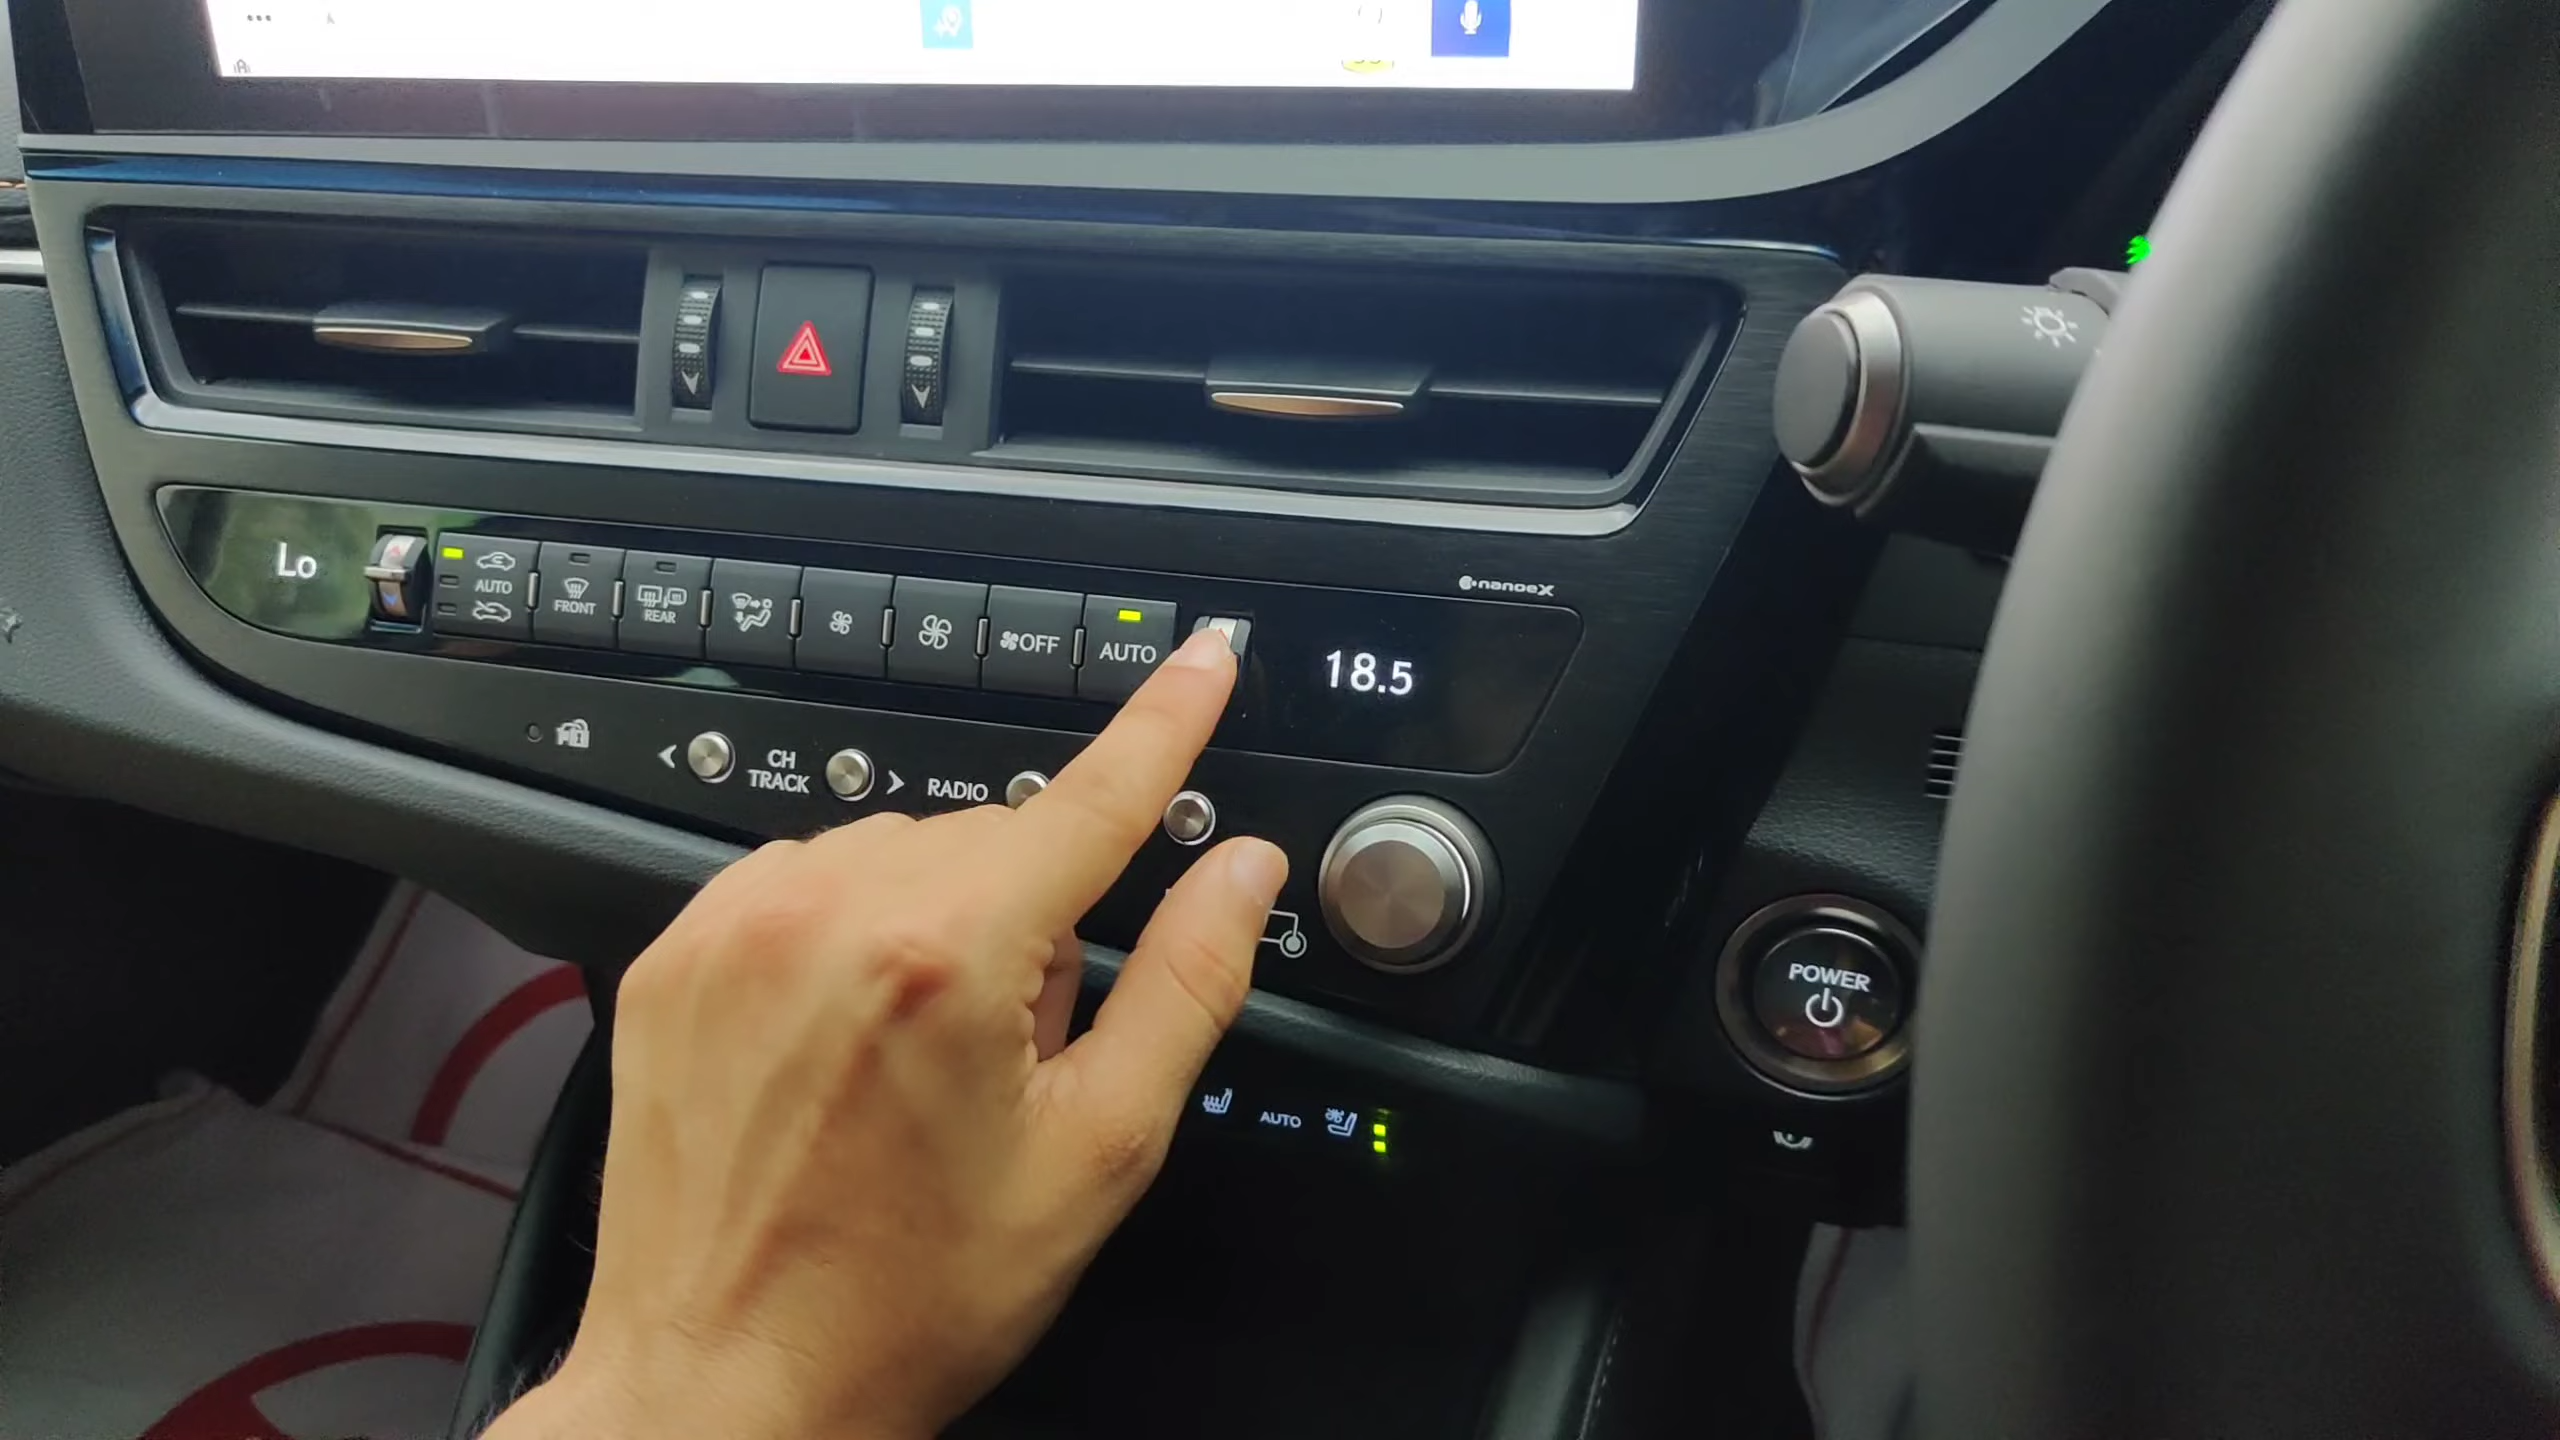 Lo
AUTO
FRONT
REAR
OFF
AUTO
nanoeX
18.5
CH
TRACK
RADIO
POWER
AUTO